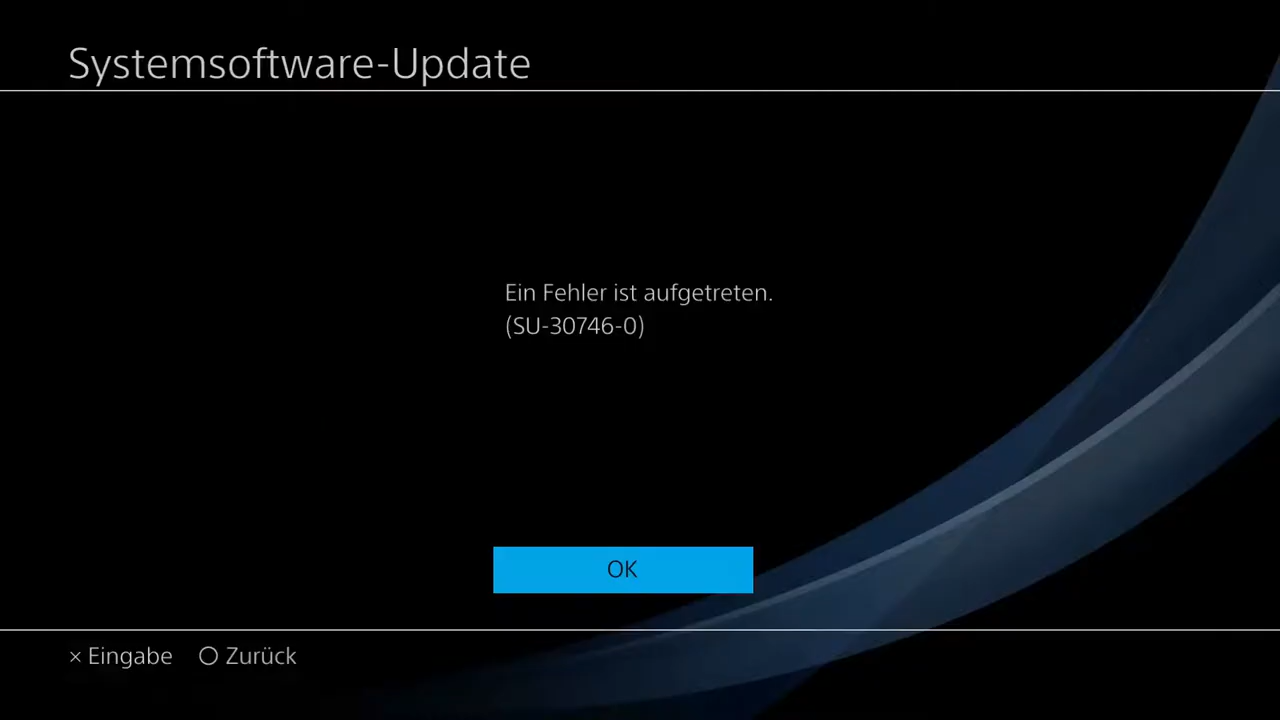 Systemsoftware-Update
Ein Fehler ist aufgetreten.
(SU-30746-0)
OK
× Eingabe ○ Zurück